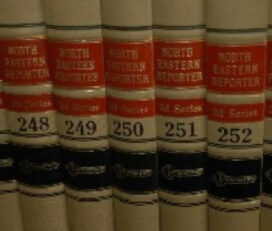 NORTH
EASTERN
REPORTER
2d Series
248
NORTH
EASTERN
REPORTER
2d Series
249
NORTH
EASTERN
REPORTER
2d Series
250
NORTH
EASTERN
REPORTER
2d Series
251
NORTH
EASTERN
REPORTER
2d Series
252